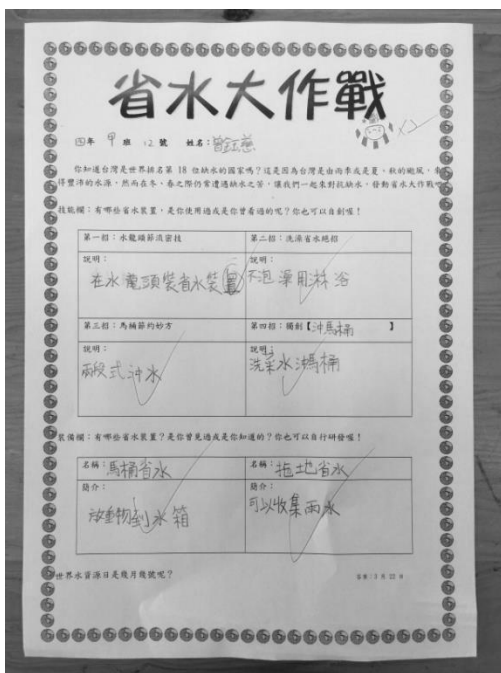 省水大作戰
四年 甲 班 12 號 姓名：曾鈺慈
X2
你知道台灣是世界排名第 18 位缺水的國家嗎？這是因為台灣是由雨季或是夏、秋的颱風，來
得豐沛的水源，然而在冬、春之際仍常遭遇缺水之苦，讓我們一起來對抗缺水，發動省水大作戰吧
技能欄：有哪些省水裝置，是你使用過或是你曾看過的呢？你也可以自創喔！
第一招：水龍頭節流密技
說明：
在水龍頭裝省水裝置
第二招：洗澡省水絕招
說明：
不泡澡用淋浴
第三招：馬桶節約妙方
說明：
兩段式沖水
第四招：獨創【沖馬桶】
說明：
洗菜水沖馬桶
裝備欄：有哪些省水裝置？是你曾見過或是你知道的？你也可以自行研發喔！
名稱：馬桶省水
簡介：
放重物到水箱
名稱：拖地省水
簡介：
可以收集雨水
世界水資源日是幾月幾號呢？
答案：3 月 22 日